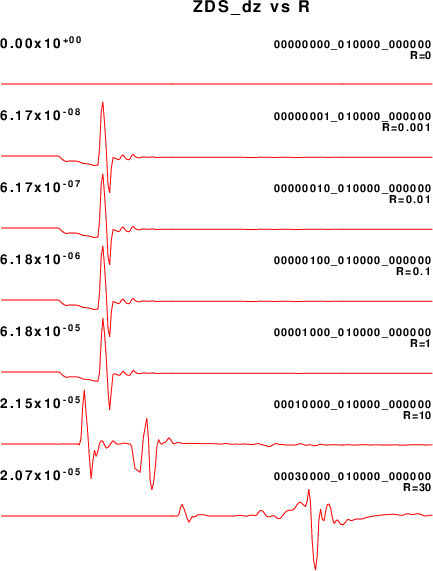 ZDS_dz vs R
0.00x10+00 00000000_010000_000000
R=0
6.17x10-08 00000001_010000_000000
R=0.001
6.17x10-07 00000010_010000_000000
R=0.01
6.18x10-06 00000100_010000_000000
R=0.1
6.18x10-05 00001000_010000_000000
R=1
2.15x10-05 00010000_010000_000000
R=10
2.07x10-05 00030000_010000_000000
R=30